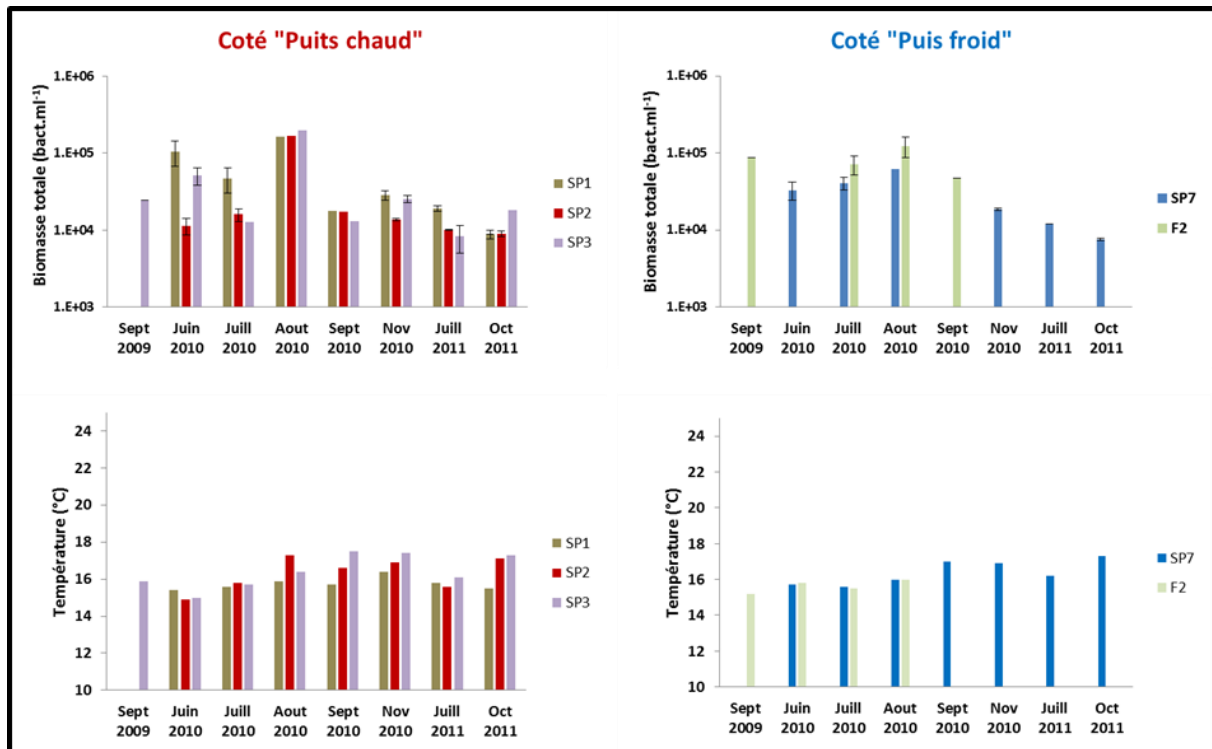 Coté "Puits chaud"
Biomasse totale (bact.ml⁻¹)
1.E+06
1.E+05
1.E+04
1.E+03
Sept Juin Juill Aout Sept Nov Juill Oct
2009 2010 2010 2010 2010 2010 2011 2011
SP1
SP2
SP3
Coté "Puis froid"
Biomasse totale (bact.ml⁻¹)
1.E+06
1.E+05
1.E+04
1.E+03
Sept Juin Juill Aout Sept Nov Juill Oct
2009 2010 2010 2010 2010 2010 2011 2011
SP7
F2
Température (°C)
24
22
20
18
16
14
12
10
Sept Juin Juill Aout Sept Nov Juill Oct
2009 2010 2010 2010 2010 2010 2011 2011
SP1
SP2
SP3
Température (°C)
24
22
20
18
16
14
12
10
Sept Juin Juill Aout Sept Nov Juill Oct
2009 2010 2010 2010 2010 2010 2011 2011
SP7
F2